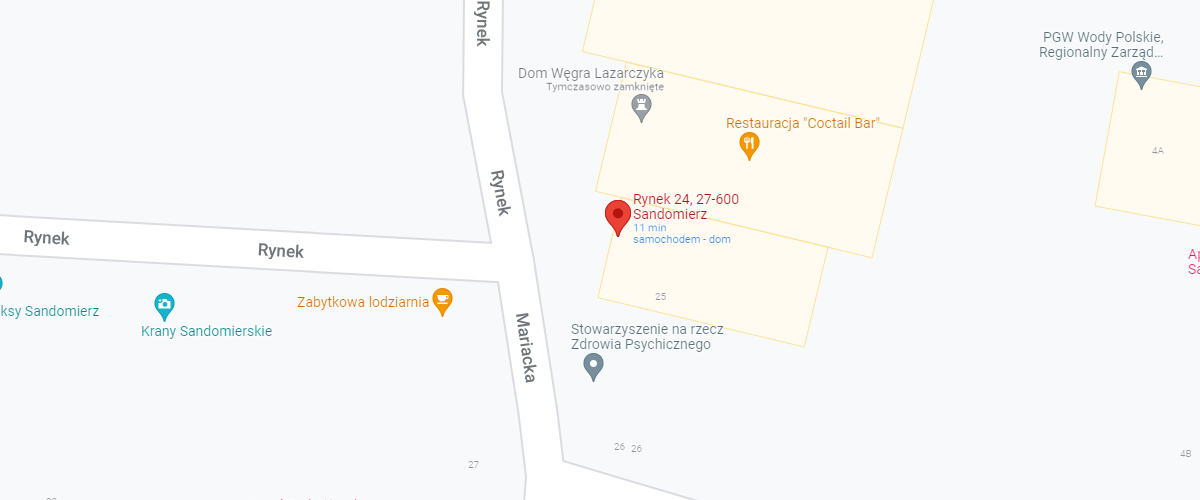 Rynek
PGW Wody Polskie,
Regionalny Zarząd...
Dom Węgra Lazarczyka
Tymczasowo zamknięte
Restauracja "Coctail Bar"
4A
Rynek
Rynek 24, 27-600
Sandomierz
11 min
samochodem - dom
Rynek
Rynek
Ap
Sa
25
Zabytkowa lodziarnia
ksy Sandomierz
Krany Sandomierskie
Mariacka
Stowarzyszenie na rzecz
Zdrowia Psychicznego
26
26
4B
27